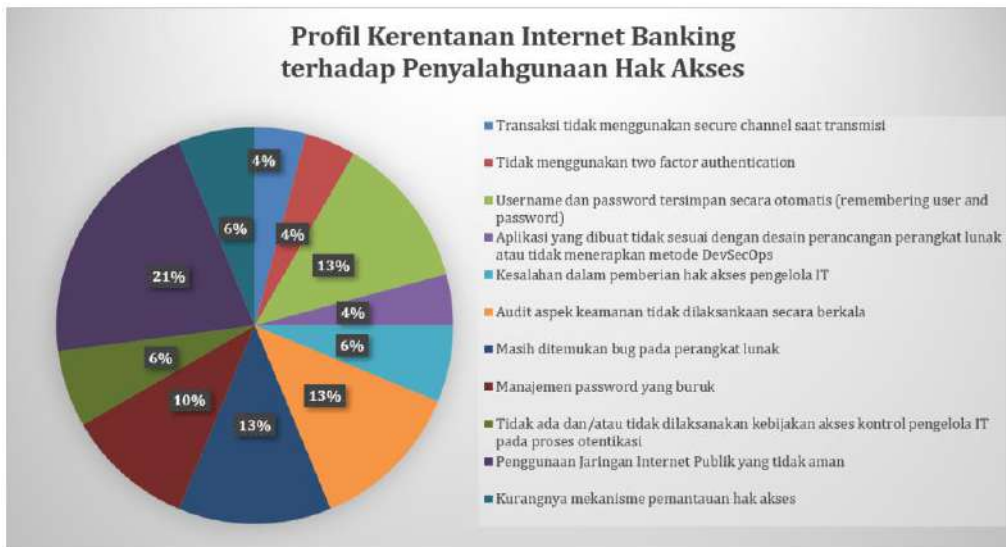 Profil Kerentanan Internet Banking
terhadap Penyalahgunaan Hak Akses
4%
4%
13%
4%
6%
13%
13%
10%
6%
21%
6%
Transaksi tidak menggunakan secure channel saat transmisi
Tidak menggunakan two factor authentication
Username dan password tersimpan secara otomatis (remembering user and
password)
Aplikasi yang dibuat tidak sesuai dengan desain perancangan perangkat lunak
atau tidak menerapkan metode DevSecOps
Kesalahan dalam pemberian hak akses pengelola IT
Audit aspek keamanan tidak dilaksankaan secara berkala
Masih ditemukan bug pada perangkat lunak
Manajemen password yang buruk
Tidak ada dan/atau tidak dilaksanakan kebijakan akses kontrol pengelola IT
pada proses otentikasi
Penggunaan Jaringan Internet Publik yang tidak aman
Kurangnya mekanisme pemantauan hak akses